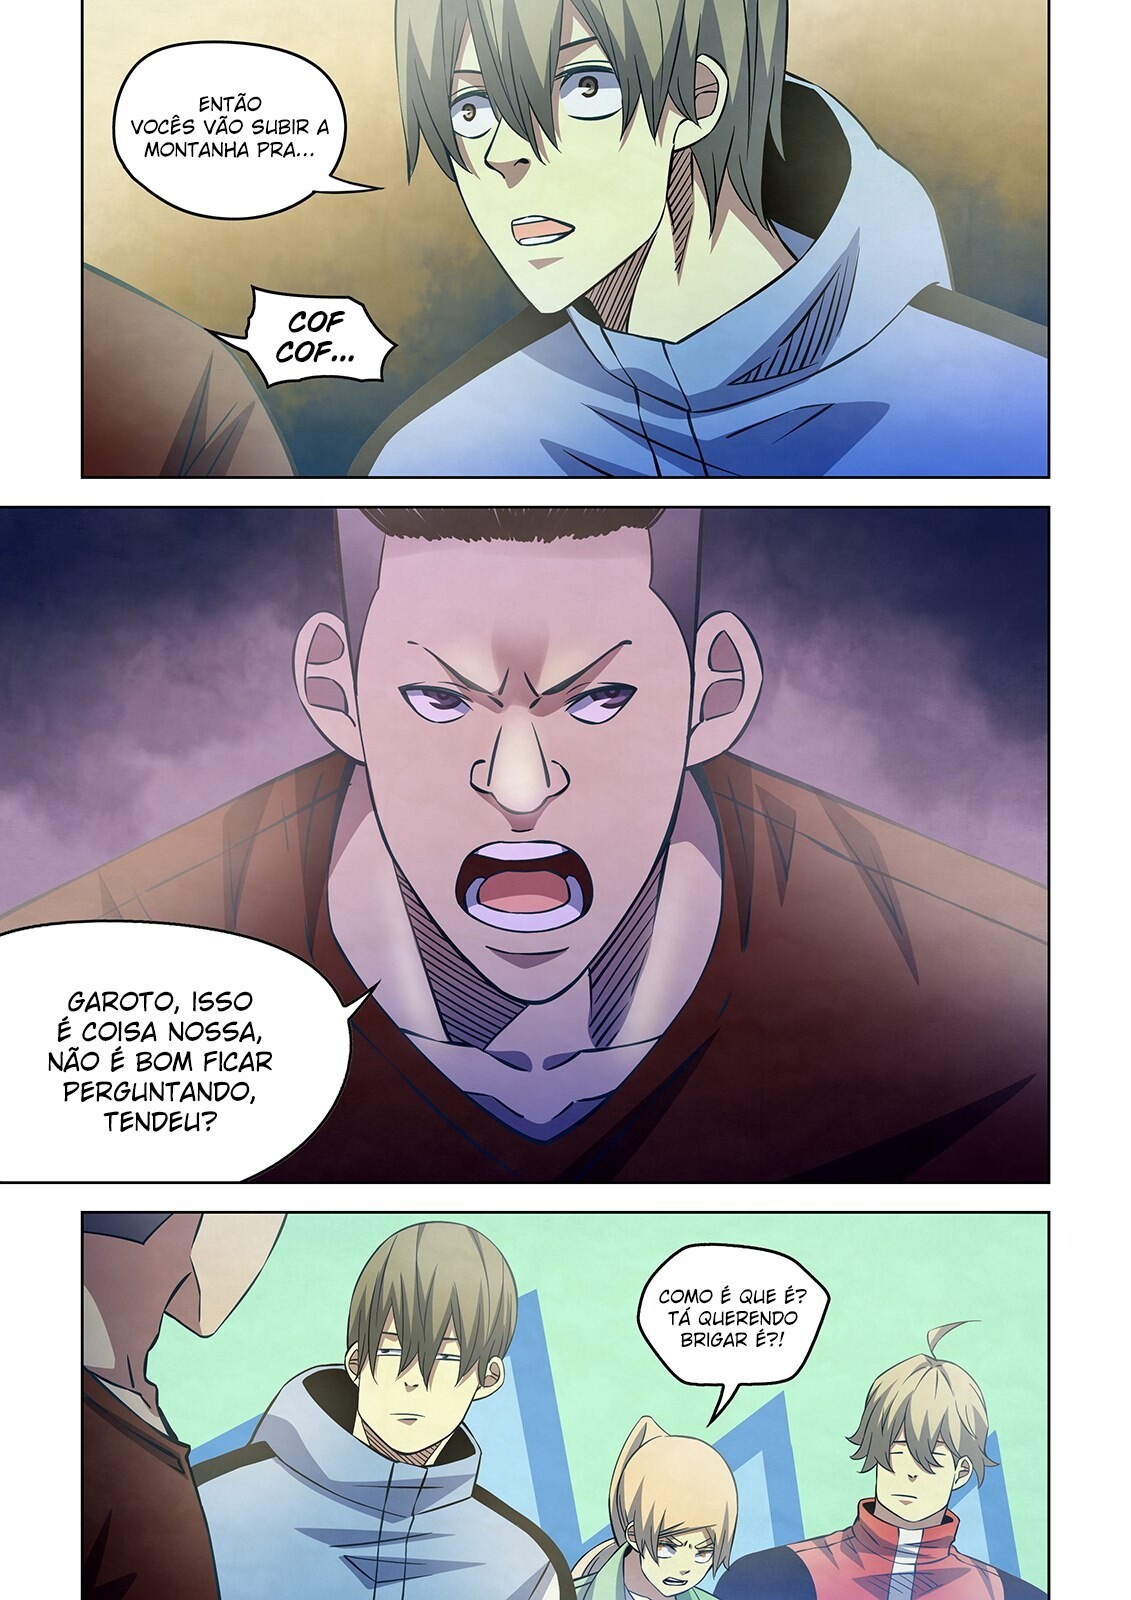 ENTÃO
VOCÊS VÃO SUBIR A
MONTANHA PRA...
COF
COF...
GAROTO, ISSO
É COISA NOSSA,
NÃO É BOM FICAR
PERGUNTANDO,
TENDEU?
COMO É QUE É?
TÁ QUERENDO
BRIGAR É?!